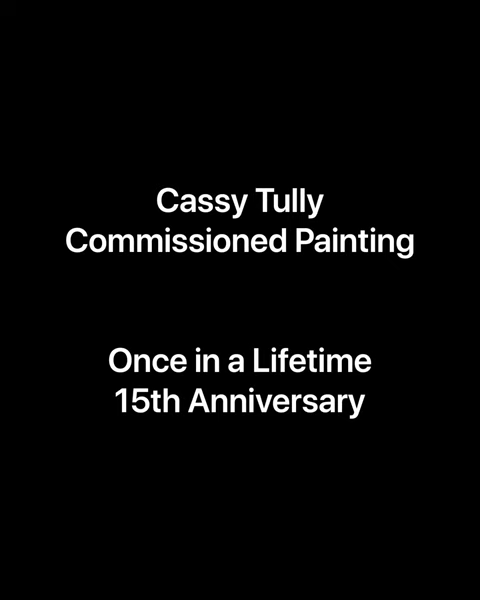 Cassy Tully
Commissioned Painting
Once in a Lifetime
15th Anniversary